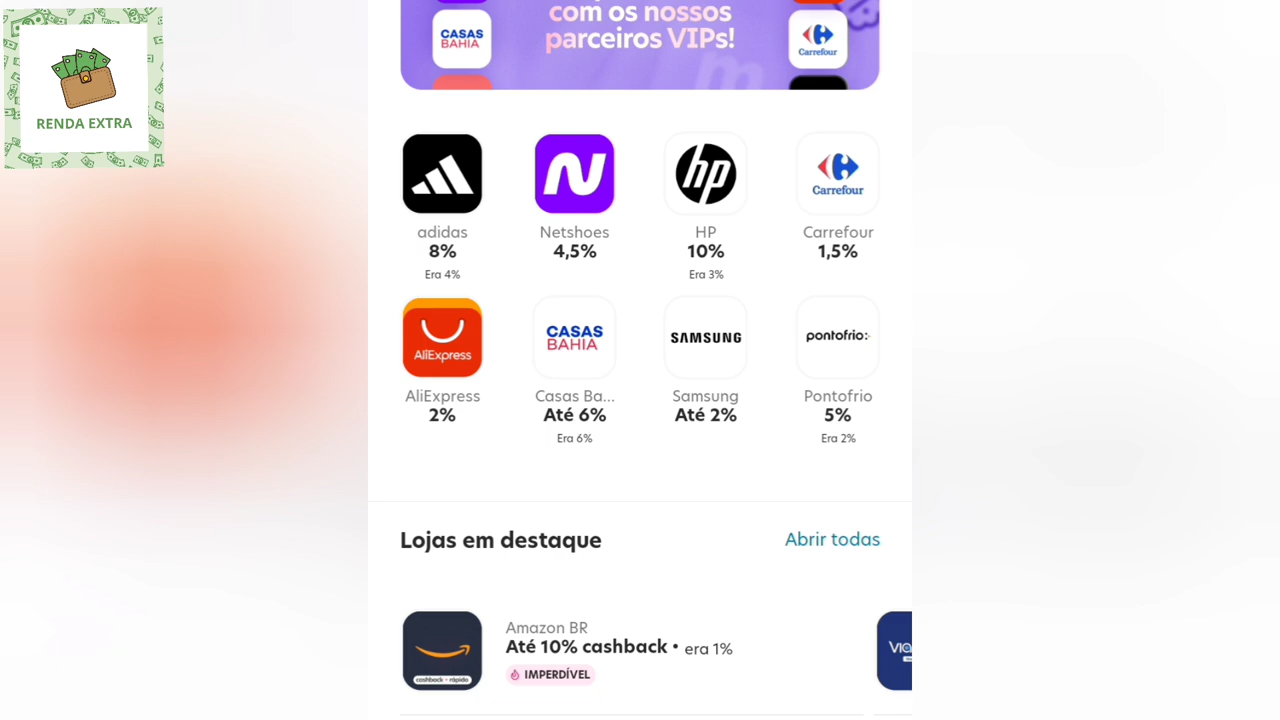 RENDA EXTRA
com os nossos
parceiros VIPs!
CASAS
BAHIA
Carrefour
hp
Carrefour
adidas
Netshoes
HP
Carrefour
8%
4,5%
10%
1,5%
Era 4%
Era 3%
AliExpress
CASAS
BAHIA
SAMSUNG
pontofrio:
AliExpress
Casas Ba...
Samsung
Pontofrio
2%
Até 6%
Até 2%
5%
Era 6%
Era 2%
Lojas em destaque
Abrir todas
Amazon BR
Até 10% cashback • era 1%
IMPERDÍVEL
cashback + rápido